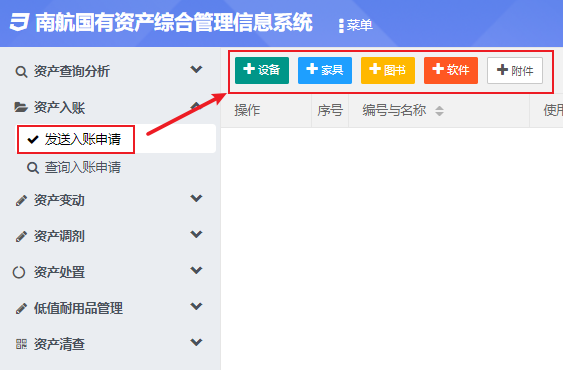 南航国有资产综合管理信息系统 菜单
资产查询分析
资产入账
发送入账申请
查询入账申请
资产变动
资产调剂
资产处置
低值耐用品管理
资产清查
设备 家具 图书 软件 附件
操作 序号 编号与名称 使用